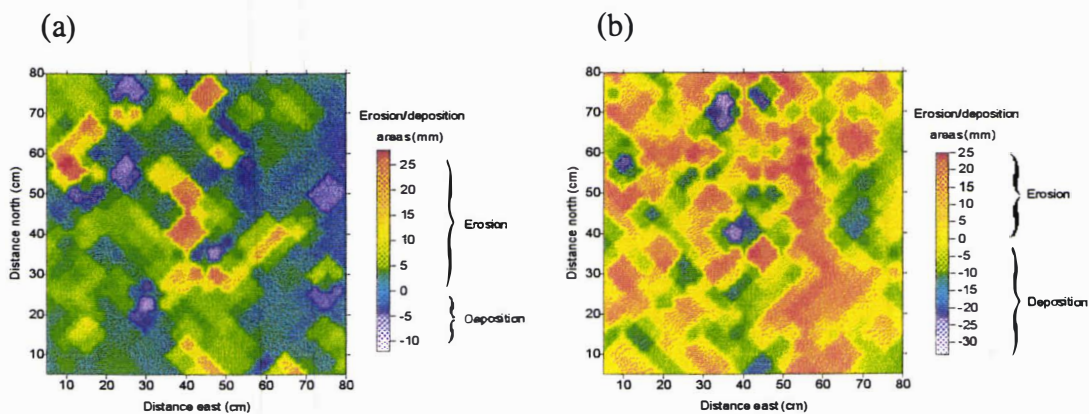 (a)
80
70
60
50
40
30
20
10
Distance north (cm)
10 20 30 40 50 60 70 80
Distance east (cm)
Erosion/deposition
areas (mm)
25
20
15
10
5
0
-5
-10
Erosion
Deposition
(b)
80
70
60
50
40
30
20
10
Distance north (cm)
10 20 30 40 50 60 70 80
Distance east (cm)
Erosion/deposition
areas (mm)
25
20
15
10
5
0
-5
-10
-15
-20
-25
-30
Erosion
Deposition